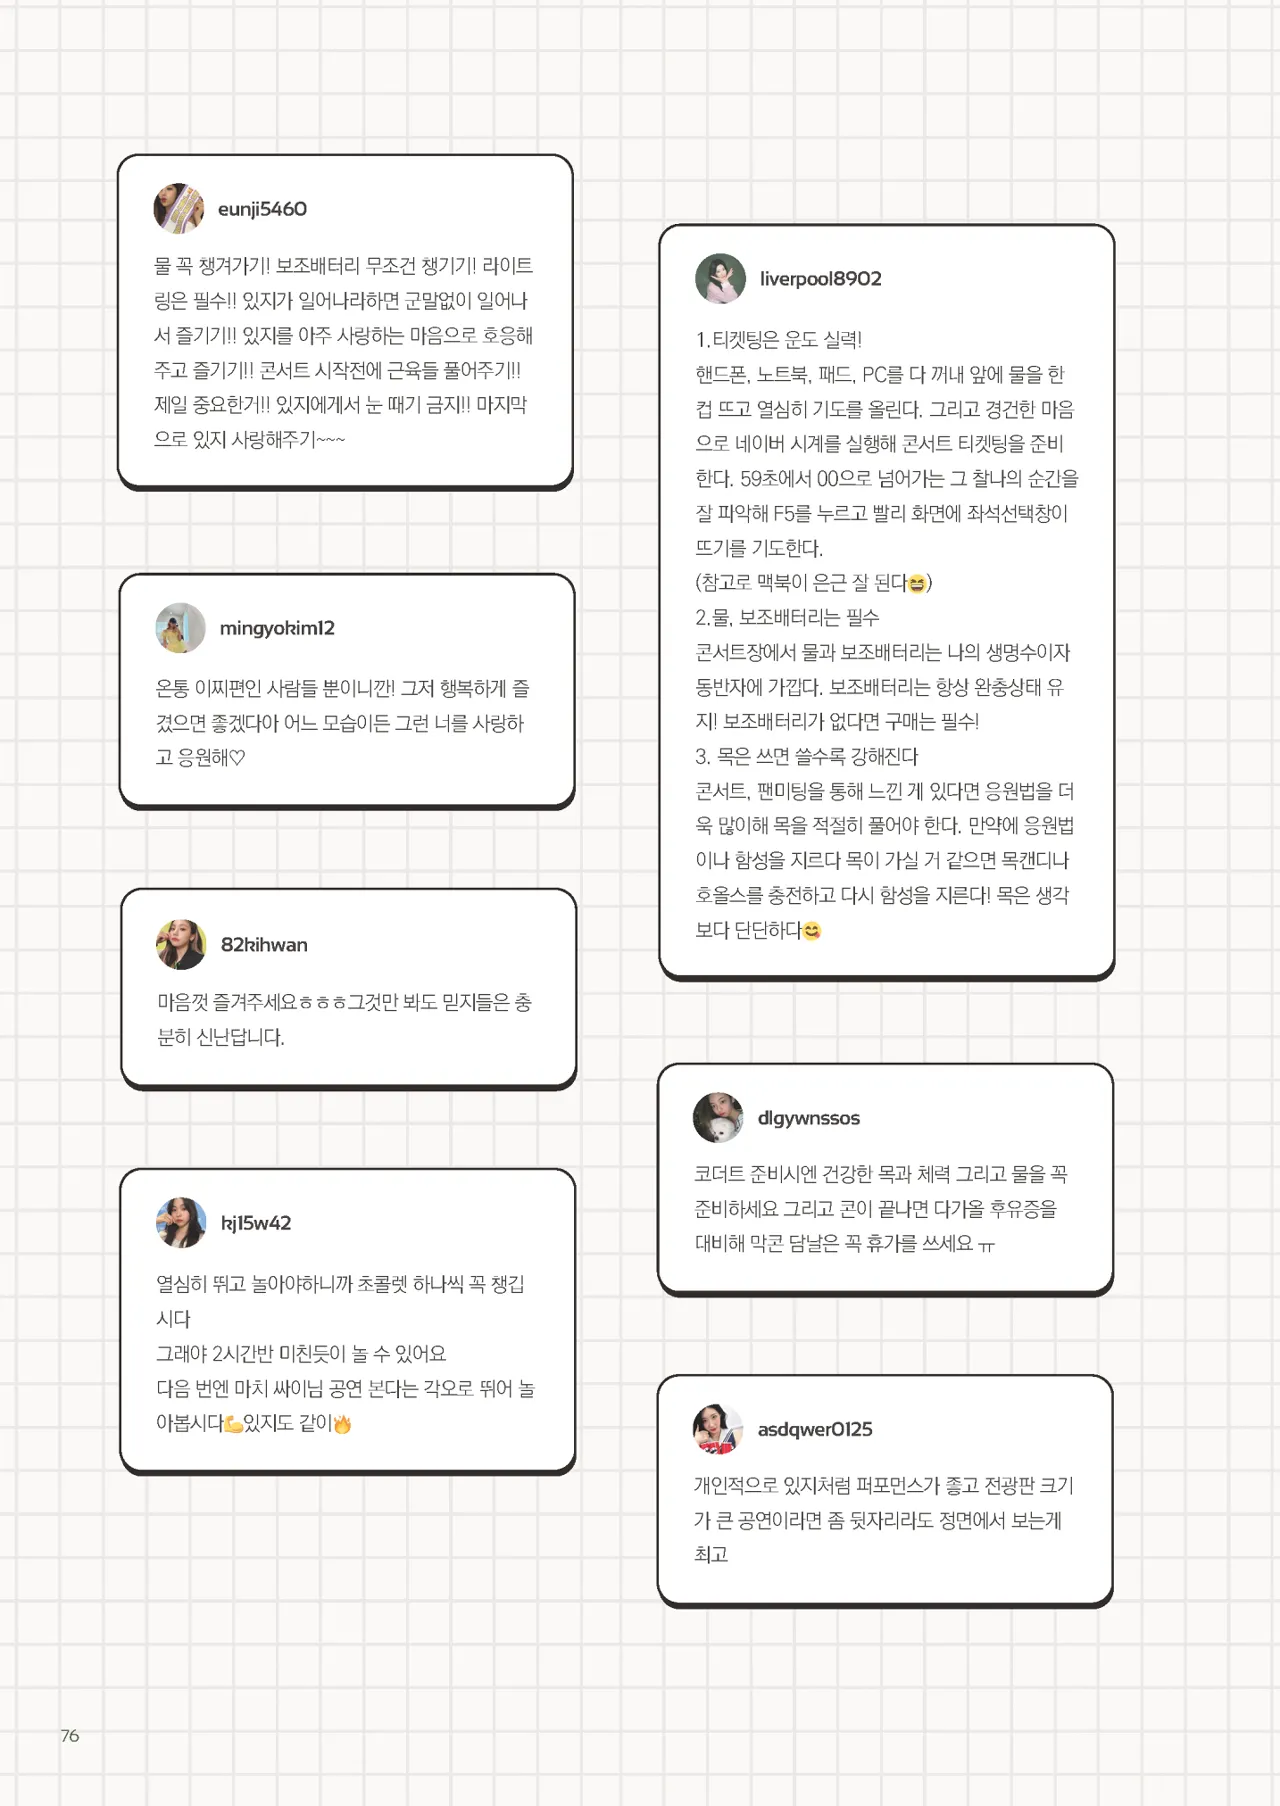 eunji5460
물 꼭 챙겨가기! 보조배터리 무조건 챙기기! 라이트
링은 필수!! 있지가 일어나라하면 군말없이 일어나
서 즐기기!! 있지를 아주 사랑하는 마음으로 호응해
주고 즐기기!! 콘서트 시작전에 근육들 풀어주기!!
제일 중요한거!! 있지에게서 눈 때기 금지!! 마지막
으로 있지 사랑해주기~~~
mingyokim12
온통 이찌편인 사람들 뿐이니깐! 그저 행복하게 즐
겼으면 좋겠다아 어느 모습이든 그런 너를 사랑하
고 응원해♡
82kihwan
마음껏 즐겨주세요ㅎㅎㅎ그것만 봐도 믿지들은 충
분히 신난답니다.
kj15w42
열심히 뛰고 놀아야하니까 초콜렛 하나씩 꼭 챙깁
시다
그래야 2시간반 미친듯이 놀 수 있어요
다음 번엔 마치 싸이님 공연 본다는 각오로 뛰어 놀
아봅시다💪있지도 같이🔥
liverpool8902
1.티켓팅은 운도 실력!
핸드폰, 노트북, 패드, PC를 다 꺼내 앞에 물을 한
컵 뜨고 열심히 기도를 올린다. 그리고 경건한 마음
으로 네이버 시계를 실행해 콘서트 티켓팅을 준비
한다. 59초에서 00으로 넘어가는 그 찰나의 순간을
잘 파악해 F5를 누르고 빨리 화면에 좌석선택창이
뜨기를 기도한다.
(참고로 맥북이 은근 잘 된다😆)
2.물, 보조배터리는 필수
콘서트장에서 물과 보조배터리는 나의 생명수이자
동반자에 가깝다. 보조배터리는 항상 완충상태 유
지! 보조배터리가 없다면 구매는 필수!
3. 목은 쓰면 쓸수록 강해진다
콘서트, 팬미팅을 통해 느낀 게 있다면 응원법을 더
욱 많이해 목을 적절히 풀어야 한다. 만약에 응원법
이나 함성을 지르다 목이 가실 거 같으면 목캔디나
호올스를 충전하고 다시 함성을 지른다! 목은 생각
보다 단단하다😋
dlgywnssos
코더트 준비시엔 건강한 목과 체력 그리고 물을 꼭
준비하세요 그리고 콘이 끝나면 다가올 후유증을
대비해 막콘 담날은 꼭 휴가를 쓰세요 ㅠ
asdqwer0125
개인적으로 있지처럼 퍼포먼스가 좋고 전광판 크기
가 큰 공연이라면 좀 뒷자리라도 정면에서 보는게
최고
76